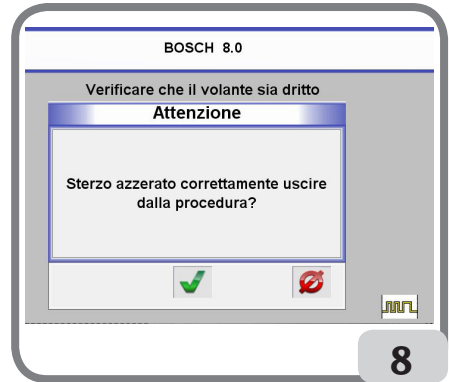 BOSCH 8.0
Verificare che il volante sia dritto
Attenzione
Sterzo azzerato correttamente uscire
dalla procedura?
8